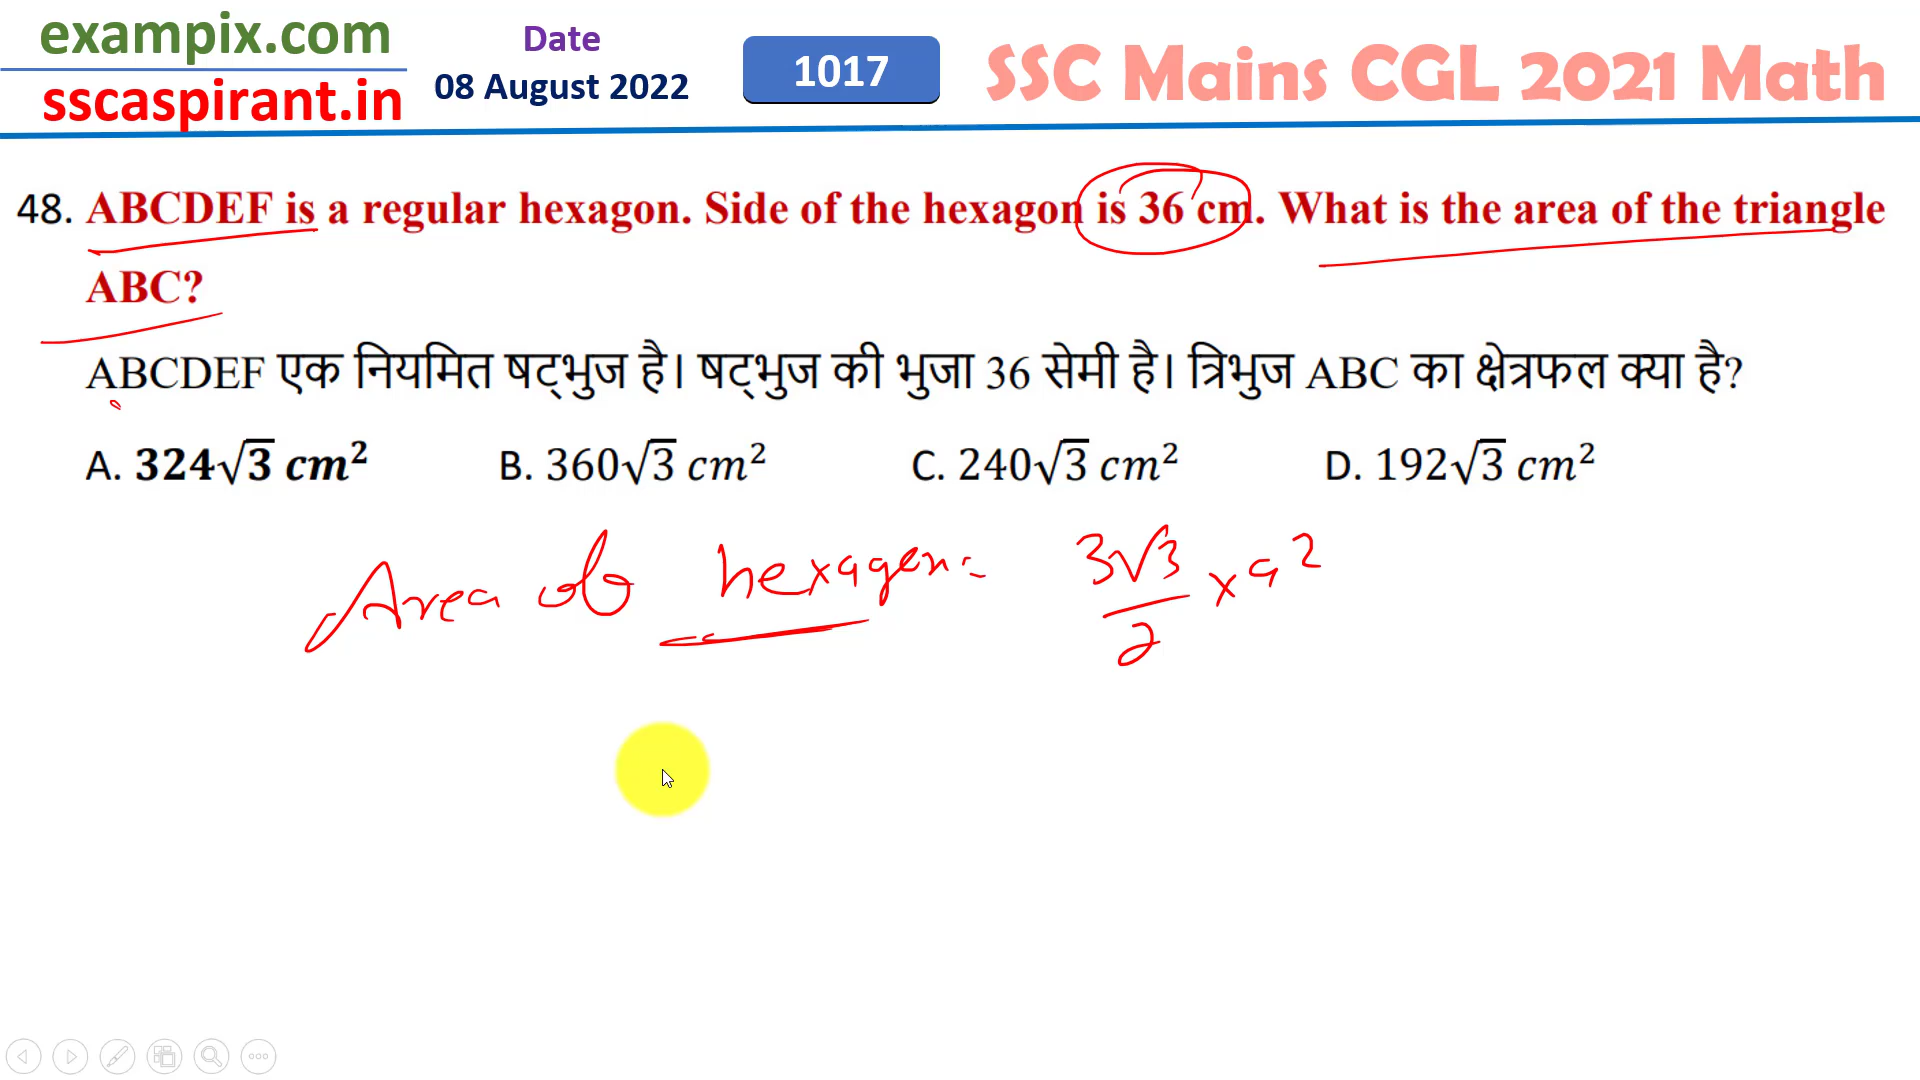 exampix.com
sscaspirant.in
Date
08 August 2022
1017
SSC Mains CGL 2021 Math
48. ABCDEF is a regular hexagon. Side of the hexagon is 36 cm. What is the area of the triangle
ABC?
ABCDEF एक नियमित षट्भुज है। षट्भुज की भुजा 36 सेमी है। त्रिभुज ABC का क्षेत्रफल क्या है?
A. 324√3 cm² B. 360√3 cm² C. 240√3 cm² D. 192√3 cm²
Area of hexagen = 3√3/2 × a²